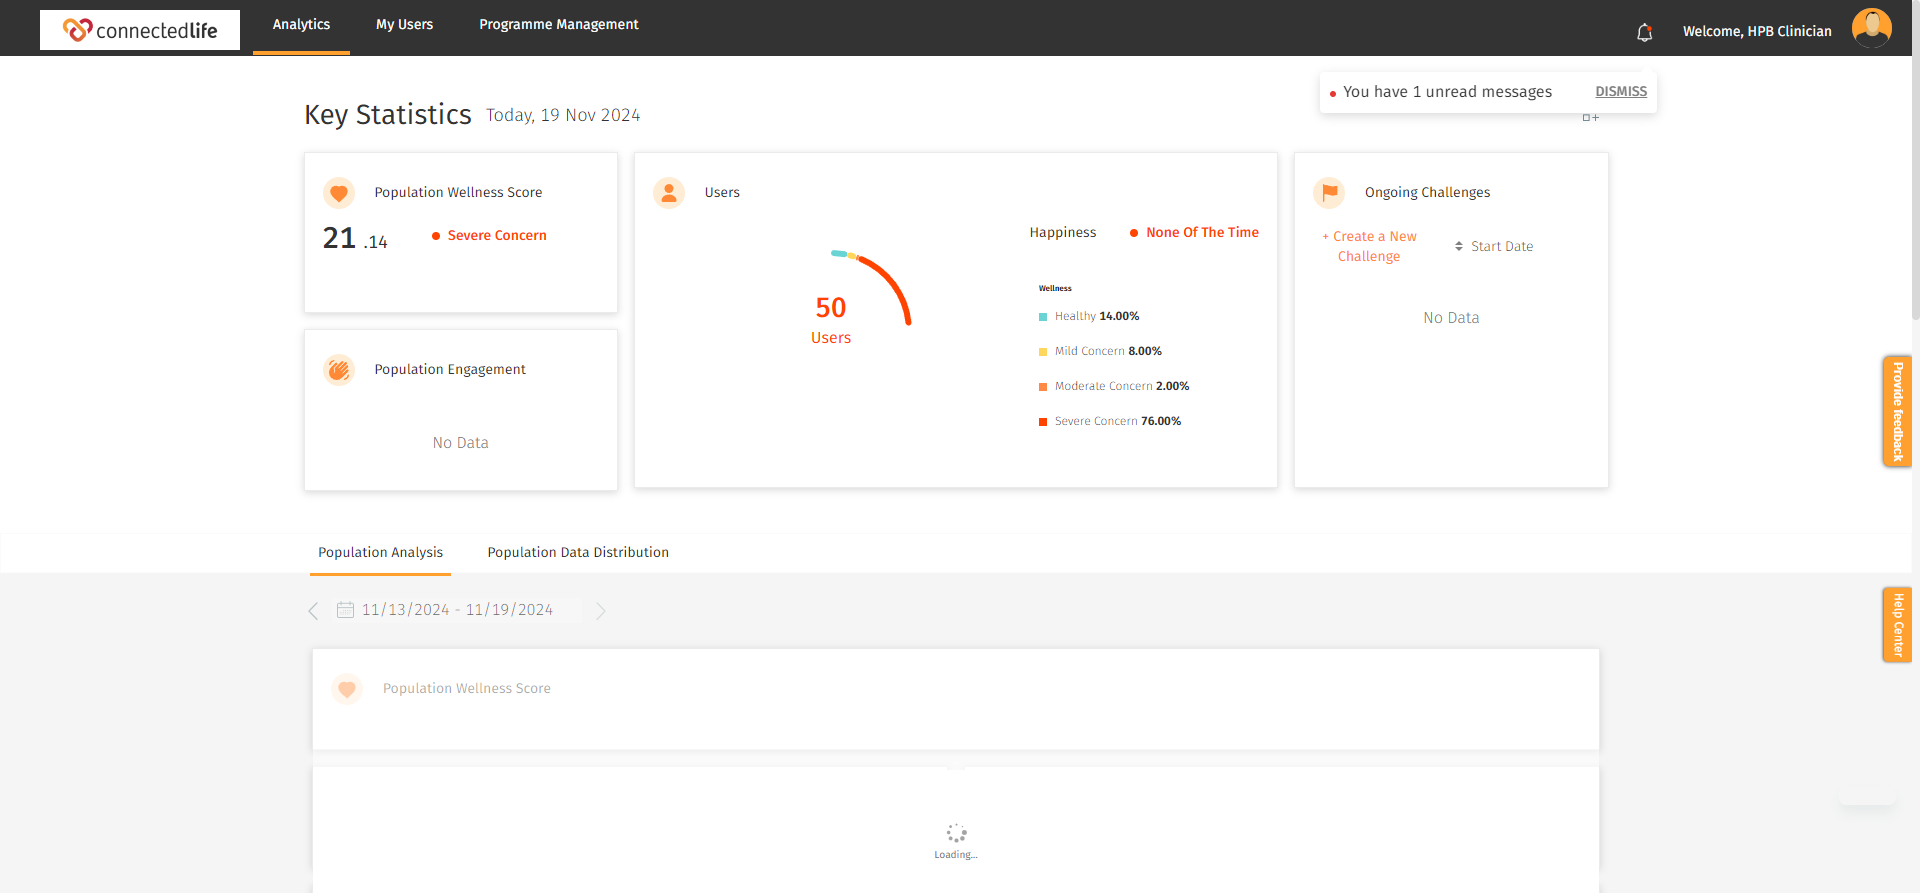 connectedlife
Analytics
My Users
Programme Management
Welcome, HPB Clinician
You have 1 unread messages
DISMISS
Key Statistics
Today, 19 Nov 2024
Population Wellness Score
21 .14
Severe Concern
Population Engagement
No Data
Users
50
Users
Happiness
None Of The Time
Wellness
Healthy 14.00%
Mild Concern 8.00%
Moderate Concern 2.00%
Severe Concern 76.00%
Ongoing Challenges
+ Create a New
Challenge
Start Date
No Data
Provide feedback
Population Analysis
Population Data Distribution
11/13/2024 - 11/19/2024
Help Center
Population Wellness Score
Loading...